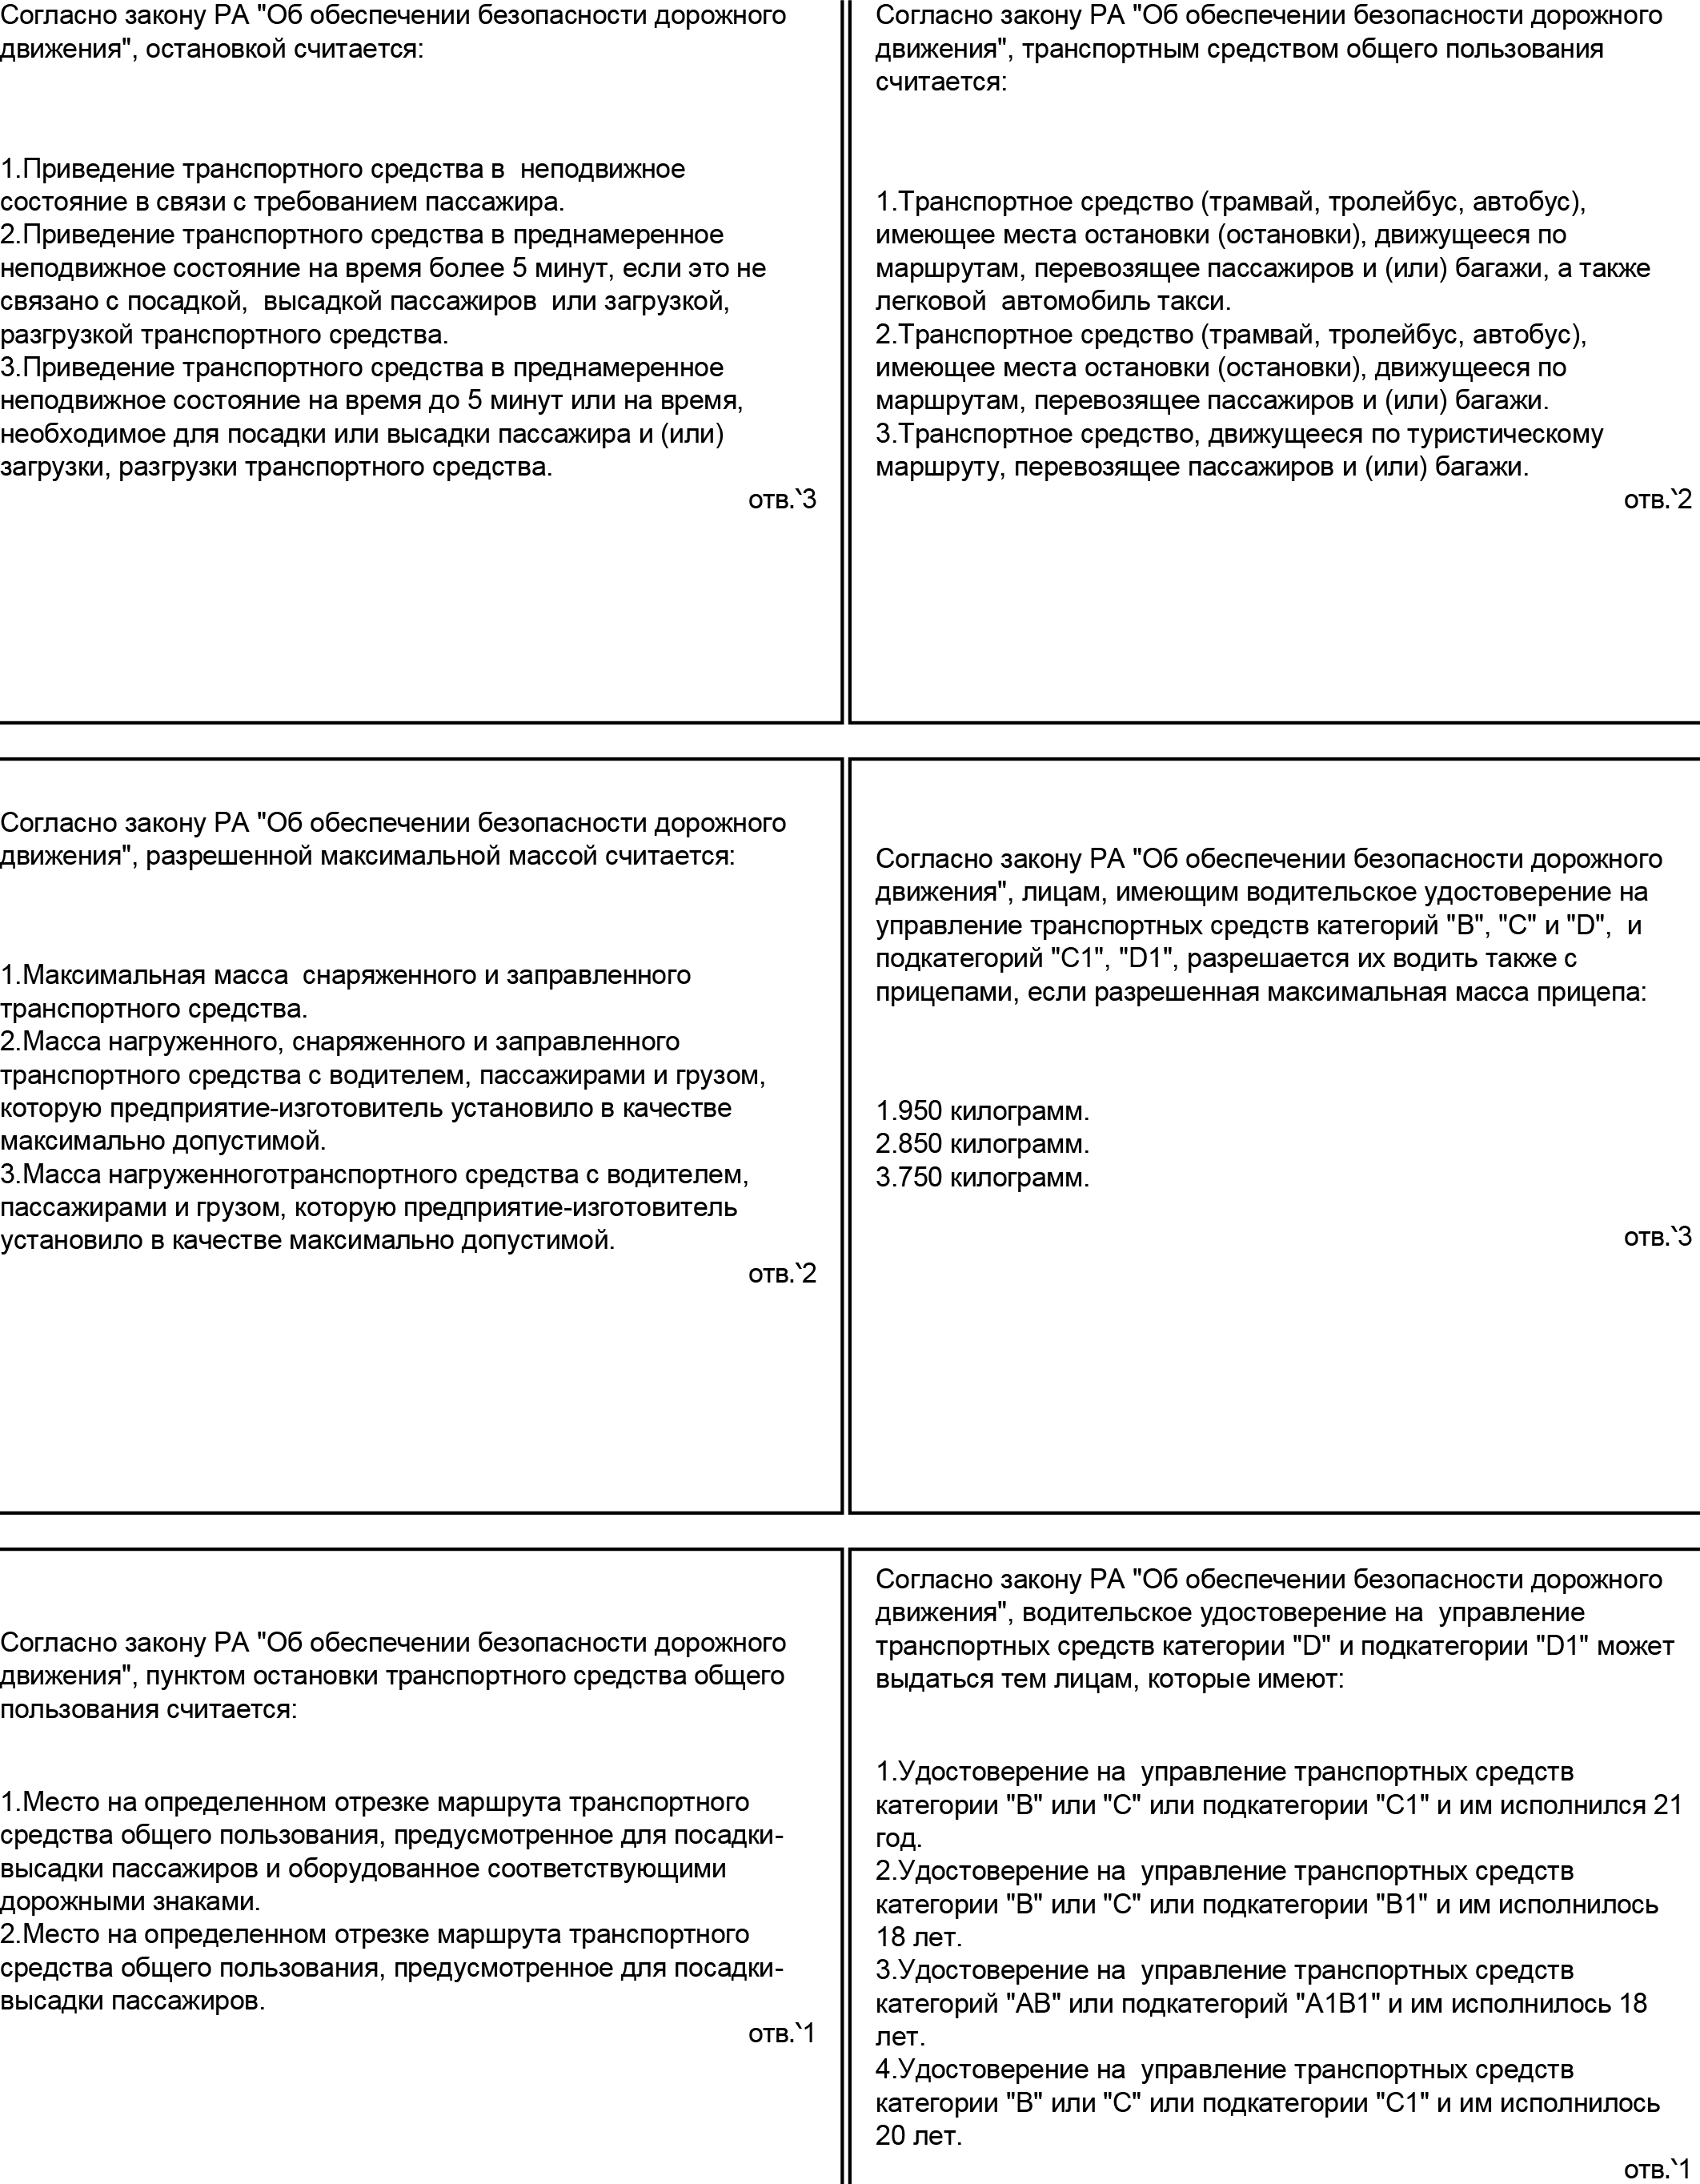 Согласно закону РА "Об обеспечении безопасности дорожного
движения", остановкой считается:
1.Приведение транспортного средства в  неподвижное
состояние в связи с требованием пассажира.
2.Приведение транспортного средства в преднамеренное
неподвижное состояние на время более 5 минут, если это не
связано с посадкой,  высадкой пассажиров  или загрузкой,
разгрузкой транспортного средства.
3.Приведение транспортного средства в преднамеренное
неподвижное состояние на время до 5 минут или на время,
необходимое для посадки или высадки пассажира и (или)
загрузки, разгрузки транспортного средства.
отв.՝3
Согласно закону РА "Об обеспечении безопасности дорожного
движения", транспортным средством общего пользования
считается:
1.Транспортное средство (трамвай, тролейбус, автобус),
имеющее места остановки (остановки), движущееся по
маршрутам, перевозящее пассажиров и (или) багажи, а также
легковой  автомобиль такси.
2.Транспортное средство (трамвай, тролейбус, автобус),
имеющее места остановки (остановки), движущееся по
маршрутам, перевозящее пассажиров и (или) багажи.
3.Транспортное средство, движущееся по туристическому
маршруту, перевозящее пассажиров и (или) багажи.
отв.՝2
Согласно закону РА "Об обеспечении безопасности дорожного
движения", разрешенной максимальной массой считается:
1.Максимальная масса  снаряженного и заправленного
транспортного средства.
2.Масса нагруженного, снаряженного и заправленного
транспортного средства с водителем, пассажирами и грузом,
которую предприятие-изготовитель установило в качестве
максимально допустимой.
3.Масса нагруженноготранспортного средства с водителем,
пассажирами и грузом, которую предприятие-изготовитель
установило в качестве максимально допустимой.
отв.՝2
Согласно закону РА "Об обеспечении безопасности дорожного
движения", лицам, имеющим водительское удостоверение на
управление транспортных средств категорий "B", "C" и "D",  и
подкатегорий "C1", "D1", разрешается их водить также с
прицепами, если разрешенная максимальная масса прицепа:
1.950 килограмм.
2.850 килограмм.
3.750 килограмм.
отв.՝3
Согласно закону РА "Об обеспечении безопасности дорожного
движения", пунктом остановки транспортного средства общего
пользования считается:
1.Место на определенном отрезке маршрута транспортного
средства общего пользования, предусмотренное для посадки-
высадки пассажиров и оборудованное соответствующими
дорожными знаками.
2.Место на определенном отрезке маршрута транспортного
средства общего пользования, предусмотренное для посадки-
высадки пассажиров.
отв.՝1
Согласно закону РА "Об обеспечении безопасности дорожного
движения", водительское удостоверение на  управление
транспортных средств категории "D" и подкатегории "D1" может
выдаться тем лицам, которые имеют:
1.Удостоверение на  управление транспортных средств
категории "B" или "C" или подкатегории "C1" и им исполнился 21
год.
2.Удостоверение на  управление транспортных средств
категории "B" или "C" или подкатегории "B1" и им исполнилось
18 лет.
3.Удостоверение на  управление транспортных средств
категорий "AB" или подкатегорий "A1B1" и им исполнилось 18
лет.
4.Удостоверение на  управление транспортных средств
категории "B" или "C" или подкатегории "C1" и им исполнилось
20 лет.
отв.՝1